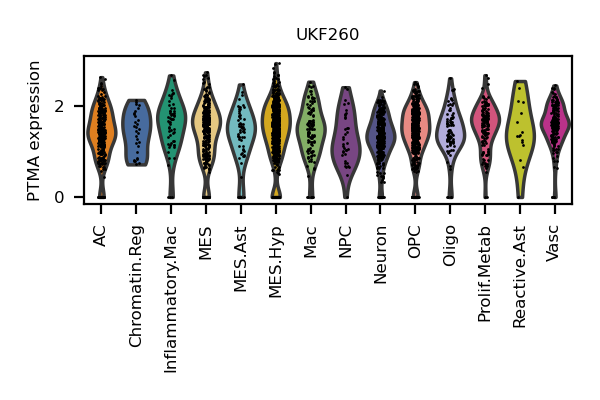 UKF260
PTMA expression
2
0
AC
Chromatin.Reg
Inflammatory.Mac
MES
MES.Ast
MES.Hyp
Mac
NPC
Neuron
OPC
Oligo
Prolif.Metab
Reactive.Ast
Vasc